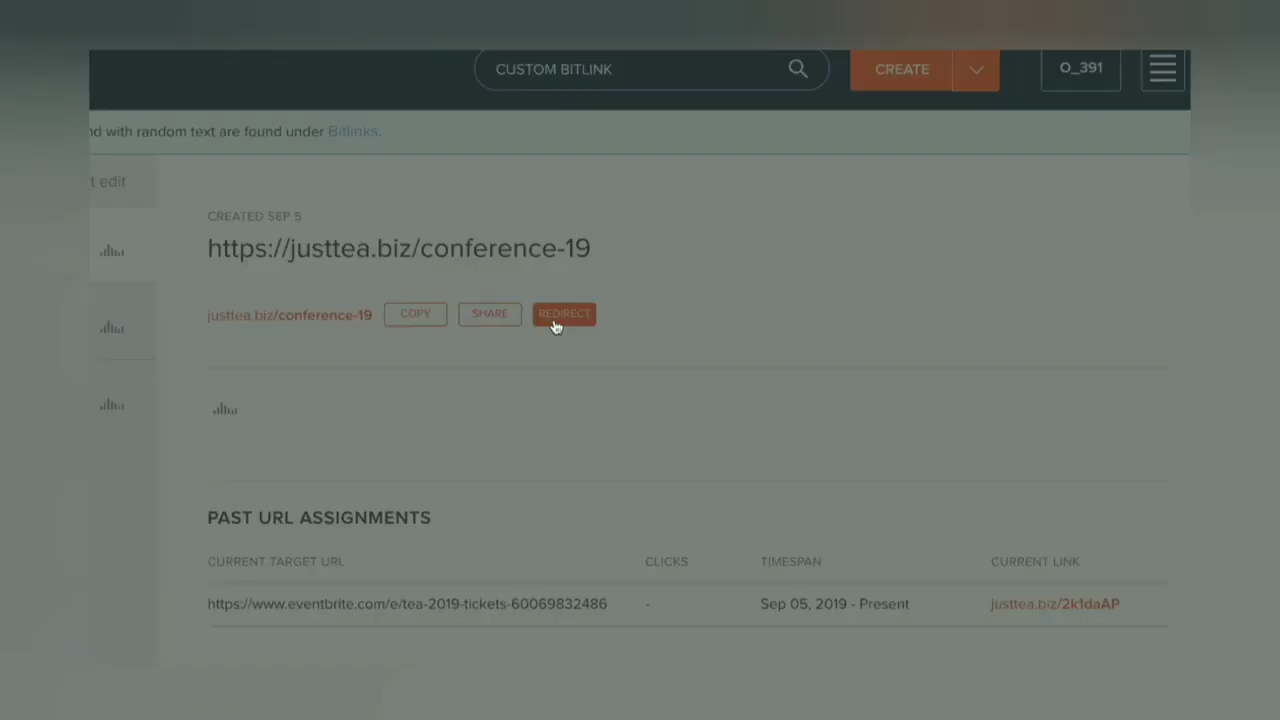 CUSTOM BITLINK
CREATE
O_391
nd with random text are found under Bitlinks.
t edit
CREATED SEP 5
https://justtea.biz/conference-19
justtea.biz/conference-19 COPY SHARE REDIRECT
PAST URL ASSIGNMENTS
CURRENT TARGET URL CLICKS TIMESPAN CURRENT LINK
https://www.eventbrite.com/e/tea-2019-tickets-60069832486 - Sep 05, 2019 - Present justtea.biz/2k1daAP